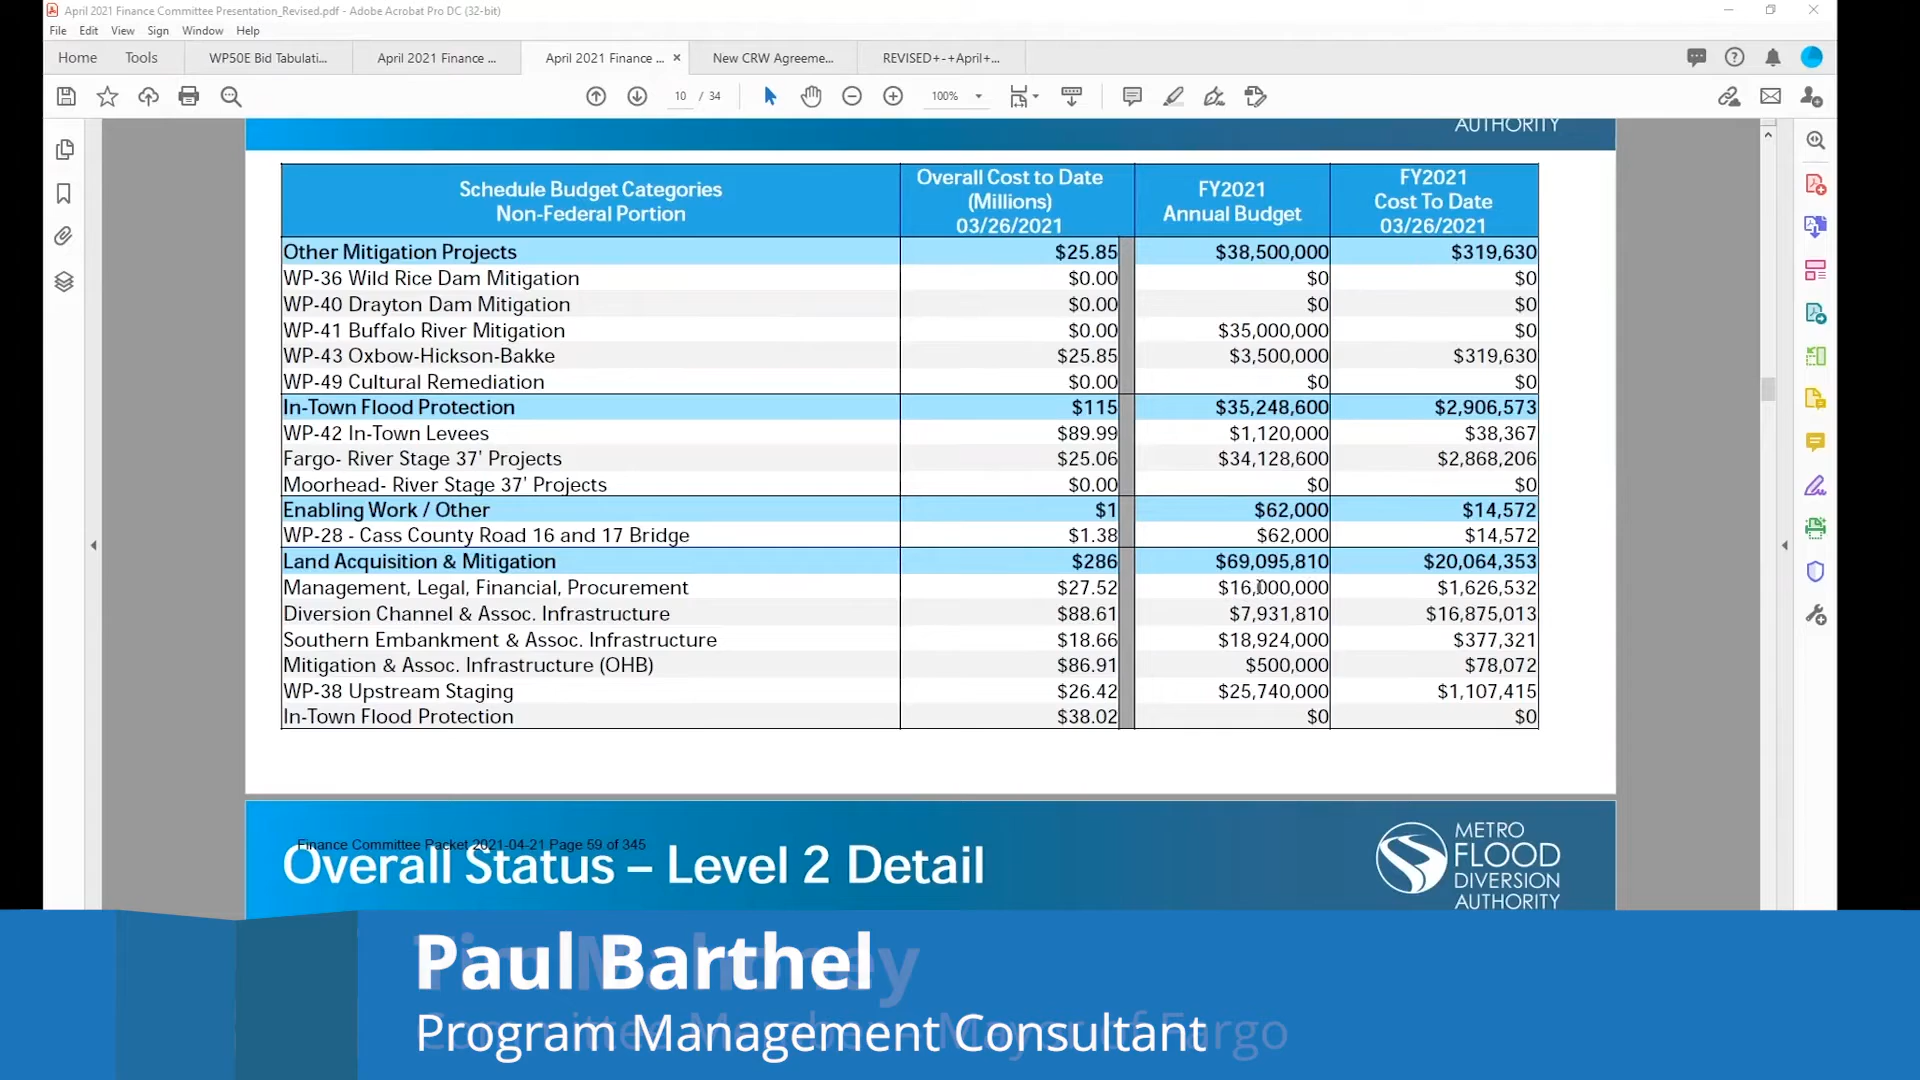 April 2021 Finance Committee Presentation_Revised.pdf - Adobe Acrobat Pro DC (32-bit)
File Edit View Sign Window Help
Home Tools WP50E Bid Tabulati... April 2021 Finance ... April 2021 Finance ... × New CRW Agreeme... REVISED+-+April+...
10 / 34 100%
AUTHORITY
Schedule Budget Categories
Non-Federal Portion
Overall Cost to Date
(Millions)
03/26/2021
FY2021
Annual Budget
FY2021
Cost To Date
03/26/2021
Other Mitigation Projects $25.85 $38,500,000 $319,630
WP-36 Wild Rice Dam Mitigation $0.00 $0 $0
WP-40 Drayton Dam Mitigation $0.00 $0 $0
WP-41 Buffalo River Mitigation $0.00 $35,000,000 $0
WP-43 Oxbow-Hickson-Bakke $25.85 $3,500,000 $319,630
WP-49 Cultural Remediation $0.00 $0 $0
In-Town Flood Protection $115 $35,248,600 $2,906,573
WP-42 In-Town Levees $89.99 $1,120,000 $38,367
Fargo- River Stage 37' Projects $25.06 $34,128,600 $2,868,206
Moorhead- River Stage 37' Projects $0.00 $0 $0
Enabling Work / Other $1 $62,000 $14,572
WP-28 - Cass County Road 16 and 17 Bridge $1.38 $62,000 $14,572
Land Acquisition & Mitigation $286 $69,095,810 $20,064,353
Management, Legal, Financial, Procurement $27.52 $16,000,000 $1,626,532
Diversion Channel & Assoc. Infrastructure $88.61 $7,931,810 $16,875,013
Southern Embankment & Assoc. Infrastructure $18.66 $18,924,000 $377,321
Mitigation & Assoc. Infrastructure (OHB) $86.91 $500,000 $78,072
WP-38 Upstream Staging $26.42 $25,740,000 $1,107,415
In-Town Flood Protection $38.02 $0 $0
Finance Committee Packet 2021-04-21 Page 59 of 345
Overall Status – Level 2 Detail
METRO
FLOOD
DIVERSION
AUTHORITY
Paul Barthel
Program Management Consultant